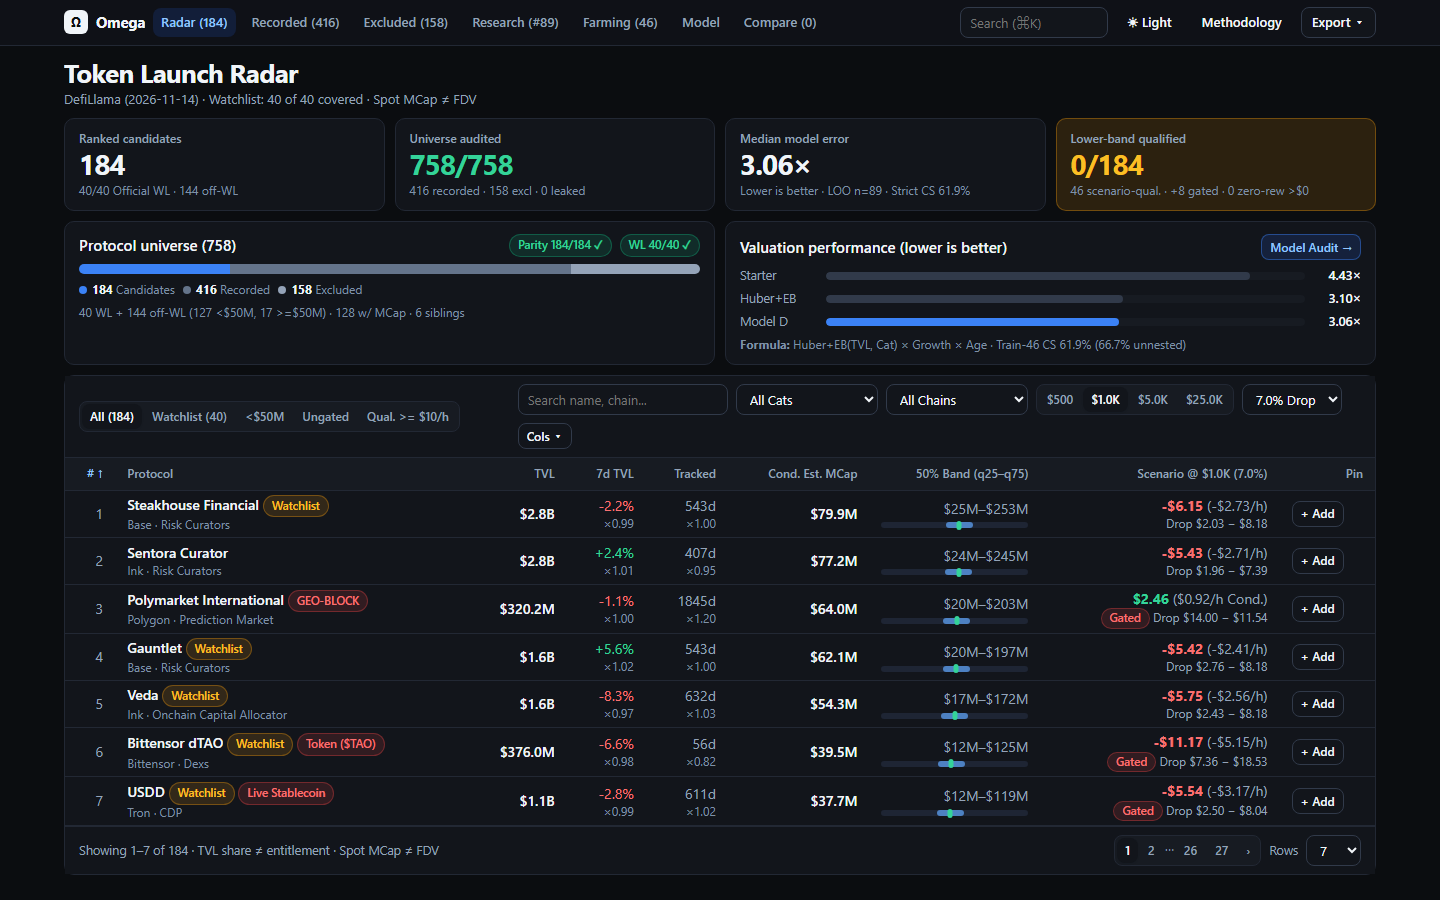 Ω Omega Radar (184) Recorded (416) Excluded (158) Research (#89) Farming (46) Model Compare (0) Search (⌘K) ☀ Light Methodology Export ▾
Token Launch Radar
DefiLlama (2026-11-14) · Watchlist: 40 of 40 covered · Spot MCap ≠ FDV
Ranked candidates
184
40/40 Official WL · 144 off-WL
Universe audited
758/758
416 recorded · 158 excl · 0 leaked
Median model error
3.06×
Lower is better · LOO n=89 · Strict CS 61.9%
Lower-band qualified
0/184
46 scenario-qual. · +8 gated · 0 zero-rew >$0
Protocol universe (758) Parity 184/184 ✓ WL 40/40 ✓
184 Candidates 416 Recorded 158 Excluded
40 WL + 144 off-WL (127 <$50M, 17 >=$50M) · 128 w/ MCap · 6 siblings
Valuation performance (lower is better) Model Audit →
Starter 4.43×
Huber+EB 3.10×
Model D 3.06×
Formula: Huber+EB(TVL, Cat) × Growth × Age · Train-46 CS 61.9% (66.7% unnested)
All (184) Watchlist (40) <$50M Ungated Qual. >= $10/h Search name, chain... All Cats All Chains $500 $1.0K $5.0K $25.0K 7.0% Drop
Cols ▾
# ↑ Protocol TVL 7d TVL Tracked Cond. Est. MCap 50% Band (q25–q75) Scenario @ $1.0K (7.0%) Pin
1 Steakhouse Financial Watchlist $2.8B -2.2% 543d $79.9M $25M–$253M -$6.15 (-$2.73/h) + Add
Base · Risk Curators ×0.99 ×1.00 Drop $2.03 – $8.18
2 Sentora Curator $2.8B +2.4% 407d $77.2M $24M–$245M -$5.43 (-$2.71/h) + Add
Ink · Risk Curators ×1.01 ×0.95 Drop $1.96 – $7.39
3 Polymarket International GEO-BLOCK $320.2M -1.1% 1845d $64.0M $20M–$203M $2.46 ($0.92/h Cond.) + Add
Polygon · Prediction Market ×1.00 ×1.20 Gated Drop $14.00 – $11.54
4 Gauntlet Watchlist $1.6B +5.6% 543d $62.1M $20M–$197M -$5.42 (-$2.41/h) + Add
Base · Risk Curators ×1.02 ×1.00 Drop $2.76 – $8.18
5 Veda Watchlist $1.6B -8.3% 632d $54.3M $17M–$172M -$5.75 (-$2.56/h) + Add
Ink · Onchain Capital Allocator ×0.97 ×1.03 Drop $2.43 – $8.18
6 Bittensor dTAO Watchlist Token ($TAO) $376.0M -6.6% 56d $39.5M $12M–$125M -$11.17 (-$5.15/h) + Add
Bittensor · Dexs ×0.98 ×0.82 Gated Drop $7.36 – $18.53
7 USDD Watchlist Live Stablecoin $1.1B -2.8% 611d $37.7M $12M–$119M -$5.54 (-$3.17/h) + Add
Tron · CDP ×0.99 ×1.02 Gated Drop $2.50 – $8.04
Showing 1–7 of 184 · TVL share ≠ entitlement · Spot MCap ≠ FDV 1 2 ··· 26 27 › Rows 7